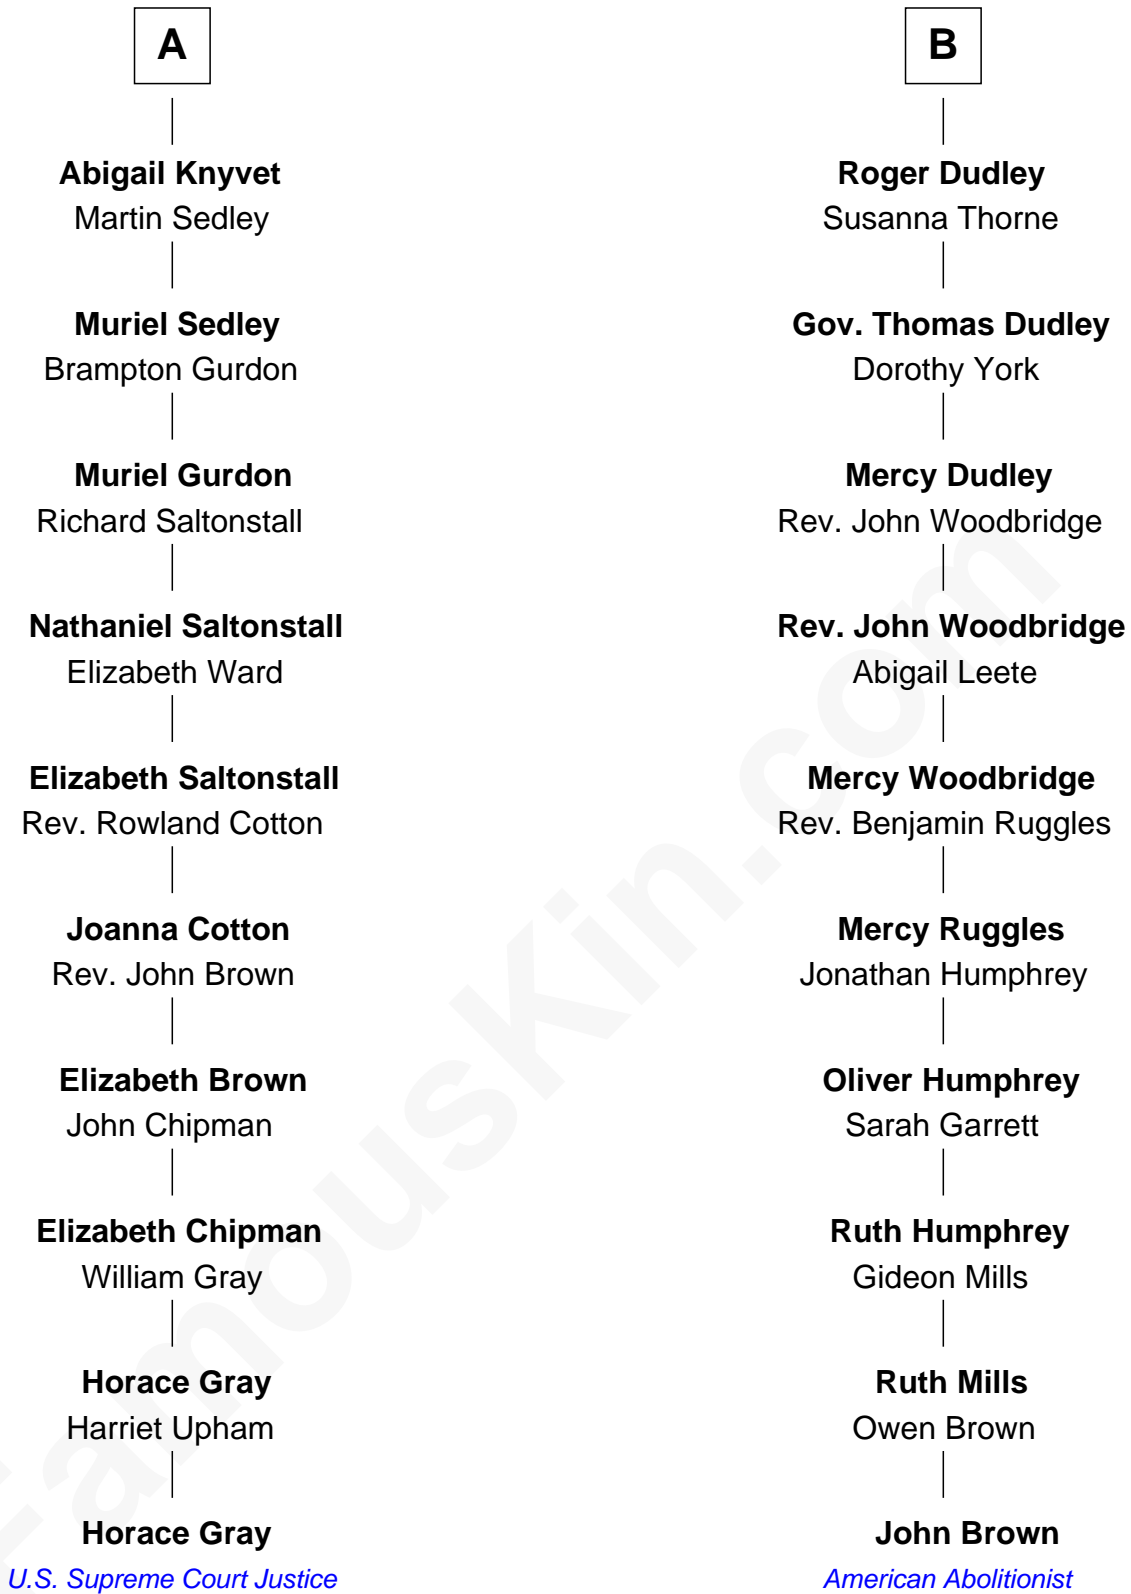 A
Abigail Knyvet
Martin Sedley
Muriel Sedley
Brampton Gurdon
Muriel Gurdon
Richard Saltonstall
Nathaniel Saltonstall
Elizabeth Ward
Elizabeth Saltonstall
Rev. Rowland Cotton
Joanna Cotton
Rev. John Brown
Elizabeth Brown
John Chipman
Elizabeth Chipman
William Gray
Horace Gray
Harriet Upham
Horace Gray
U.S. Supreme Court Justice
B
Roger Dudley
Susanna Thorne
Gov. Thomas Dudley
Dorothy York
Mercy Dudley
Rev. John Woodbridge
Rev. John Woodbridge
Abigail Leete
Mercy Woodbridge
Rev. Benjamin Ruggles
Mercy Ruggles
Jonathan Humphrey
Oliver Humphrey
Sarah Garrett
Ruth Humphrey
Gideon Mills
Ruth Mills
Owen Brown
John Brown
American Abolitionist
FamousKin.com